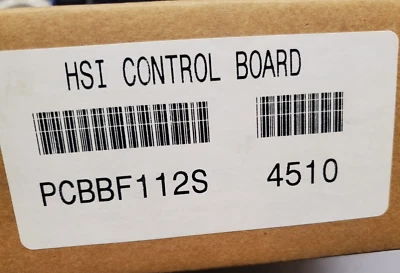 HSI CONTROL BOARD
PCBBF112S 4510